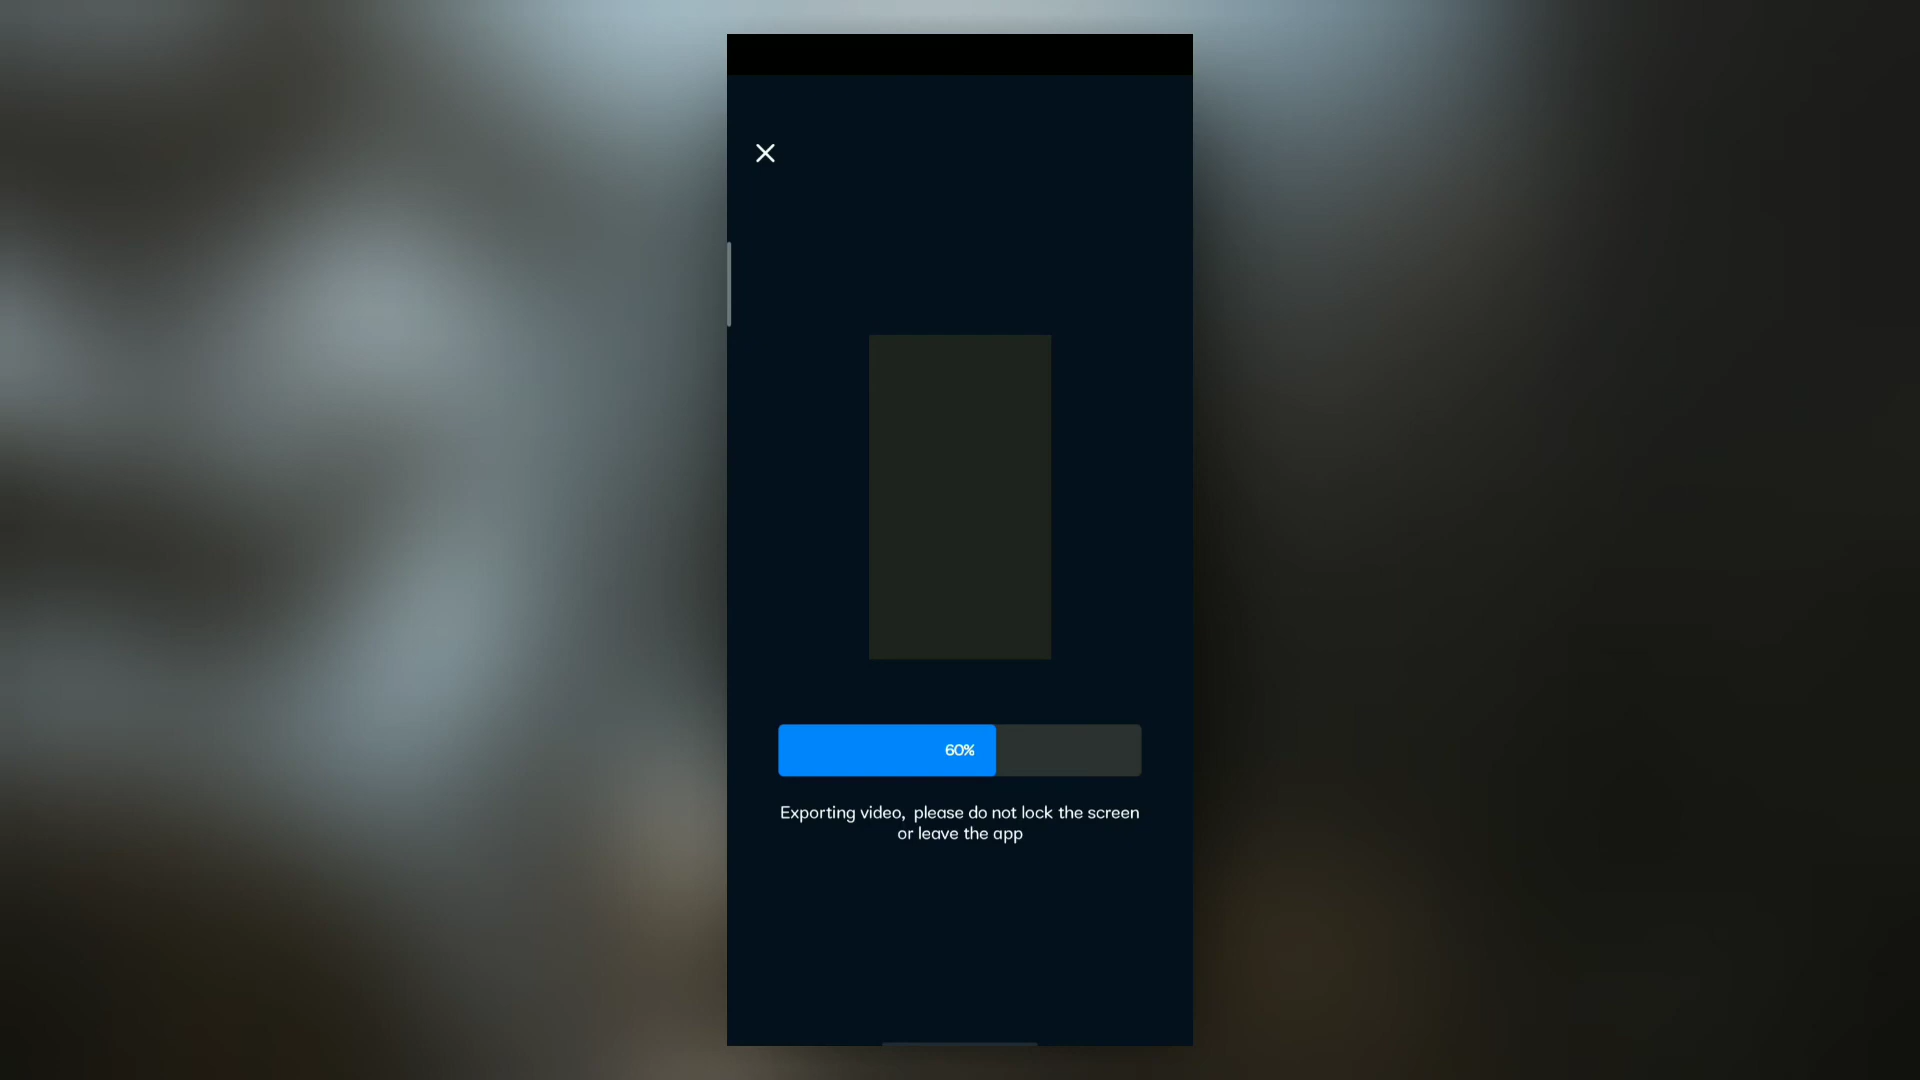 60%
Exporting video, please do not lock the screen
or leave the app